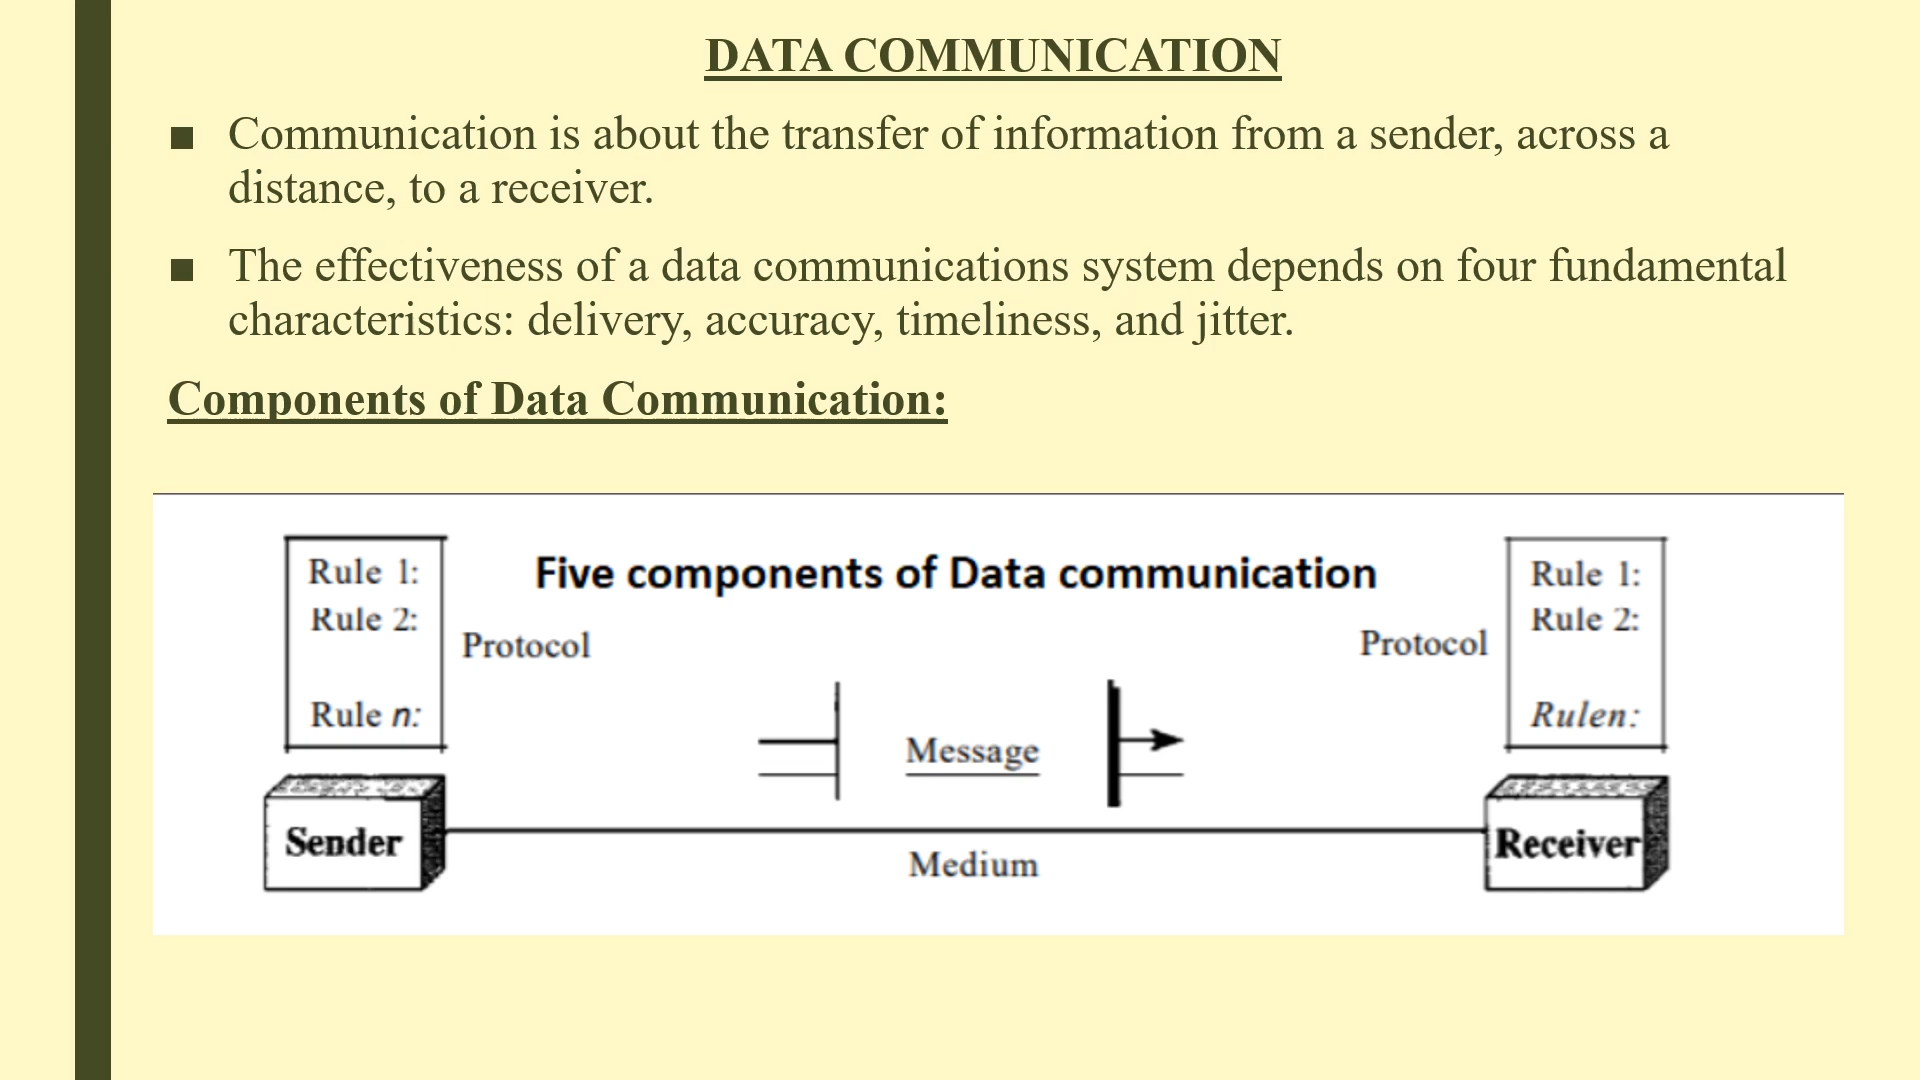 DATA COMMUNICATION
■ Communication is about the transfer of information from a sender, across a
distance, to a receiver.
■ The effectiveness of a data communications system depends on four fundamental
characteristics: delivery, accuracy, timeliness, and jitter.
Components of Data Communication:
Five components of Data communication
Rule 1:
Rule 2:
Rule n:
Protocol
Protocol
Rule 1:
Rule 2:
Rulen:
Message
Sender
Medium
Receiver